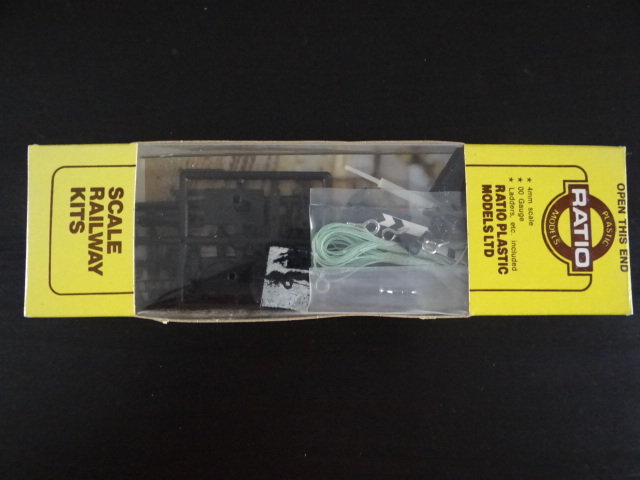 SCALE
RAILWAY
KITS
★ 4mm scale
★ 00 Gauge
★ Ladders, etc. included
RATIO PLASTIC
MODELS LTD
RATIO
PLASTIC
MODELS
OPEN THIS END